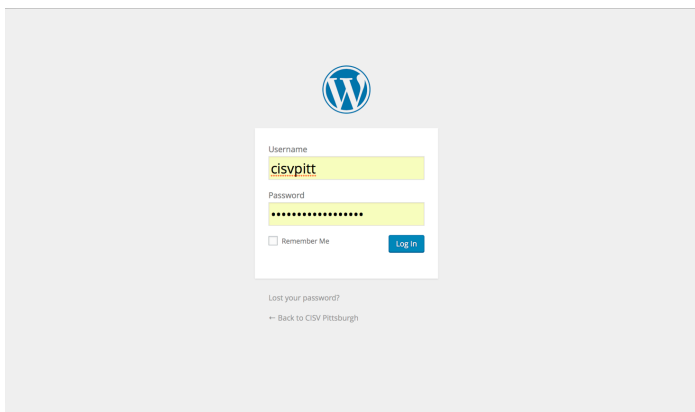 Username
cisvpitt
Password
••••••••••••••••••
Remember Me
Log In
Lost your password?
← Back to CISV Pittsburgh